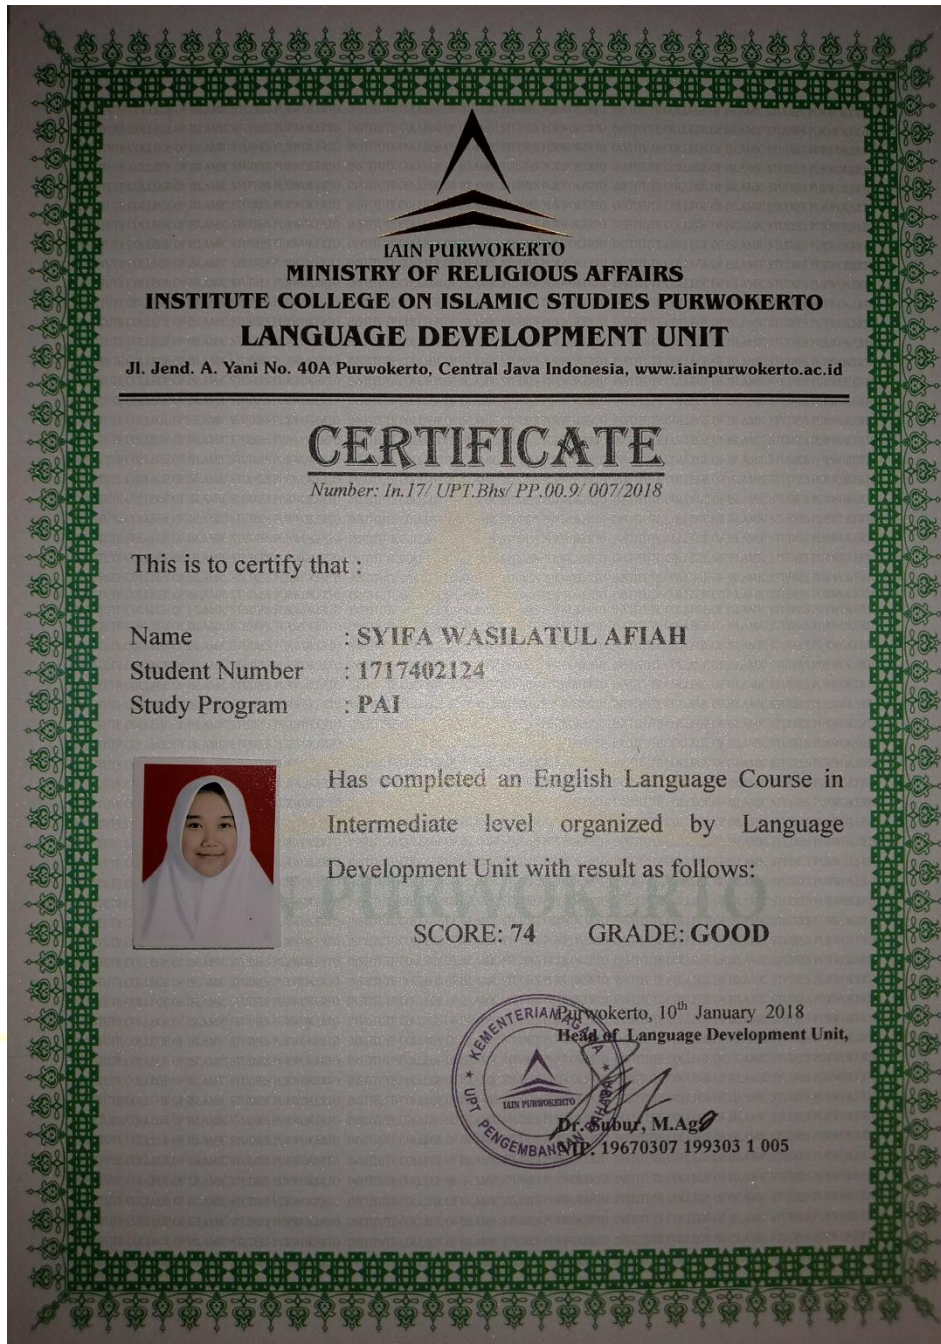 IAIN PURWOKERTO
MINISTRY OF RELIGIOUS AFFAIRS
INSTITUTE COLLEGE ON ISLAMIC STUDIES PURWOKERTO
LANGUAGE DEVELOPMENT UNIT
Jl. Jend. A. Yani No. 40A Purwokerto, Central Java Indonesia, www.iainpurwokerto.ac.id
CERTIFICATE
Number: In.17/ UPT.Bhs/ PP.00.9/ 007/2018
This is to certify that :
Name : SYIFA WASILATUL AFIAH
Student Number : 1717402124
Study Program : PAI
Has completed an English Language Course in
Intermediate level organized by Language
Development Unit with result as follows:
IAIN PURWOKERTO
SCORE: 74 GRADE: GOOD
Purwokerto, 10th January 2018
Head of Language Development Unit,
KEMENTERIAN AGAMA
IAIN PURWOKERTO
UPT PENGEMBANGAN BAHASA
Dr. Subur, M.Ag
NIP. 19670307 199303 1 005